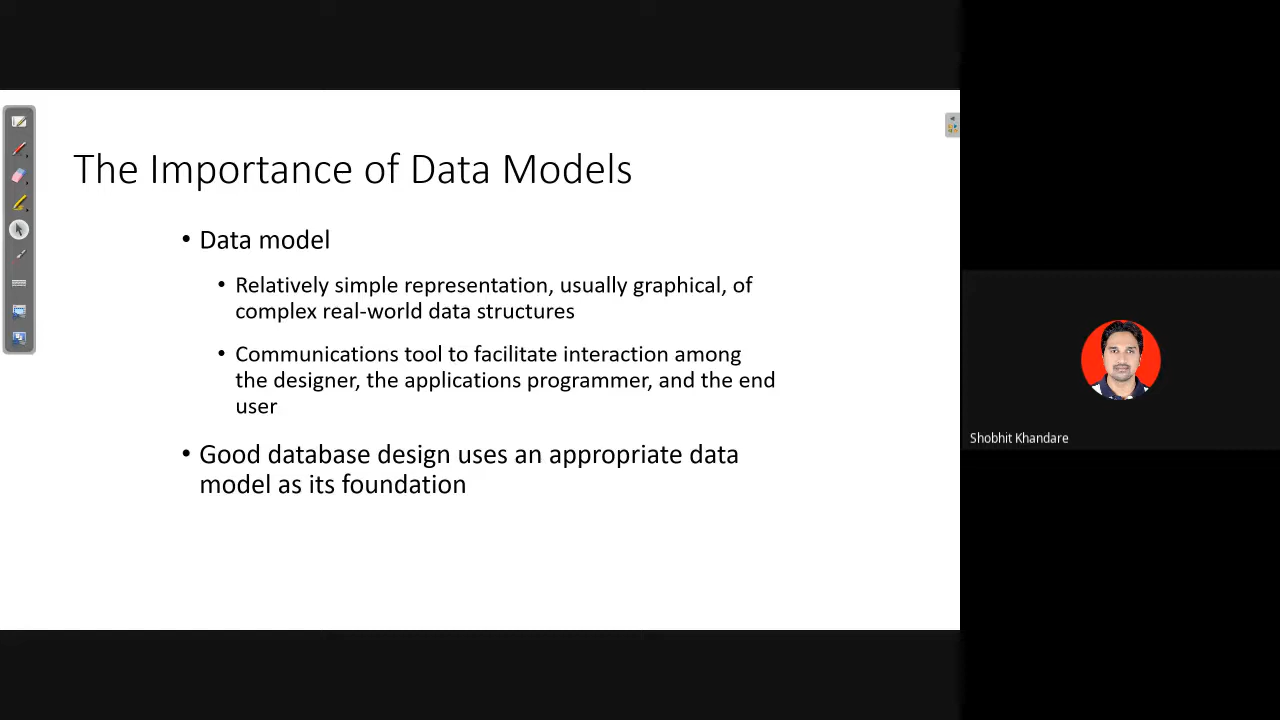 The Importance of Data Models
• Data model
• Relatively simple representation, usually graphical, of
complex real-world data structures
• Communications tool to facilitate interaction among
the designer, the applications programmer, and the end
user
• Good database design uses an appropriate data
model as its foundation
Shobhit Khandare